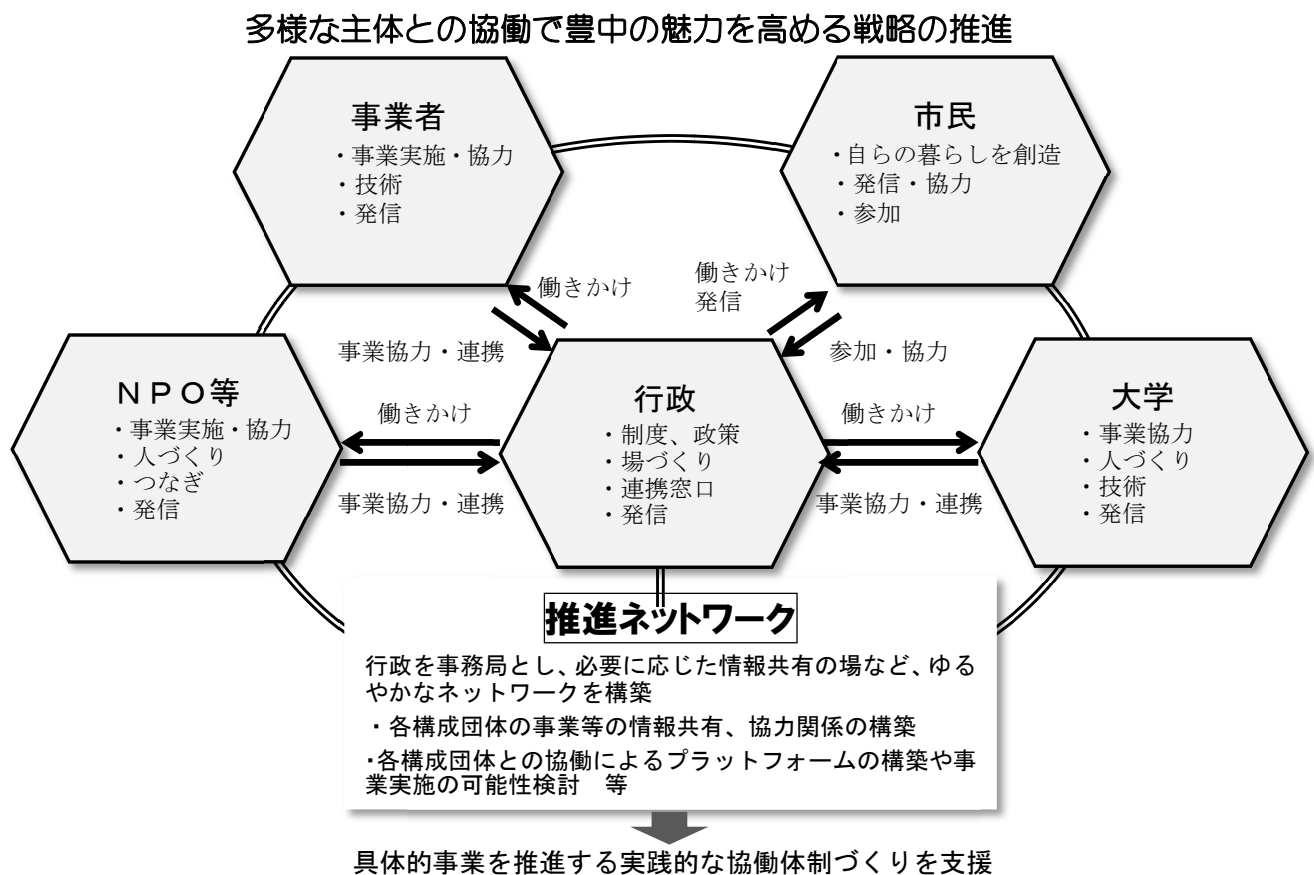 多様な主体との協働で豊中の魅力を高める戦略の推進
事業者
・事業実施・協力
・技術
・発信
市民
・自らの暮らしを創造
・発信・協力
・参加
働きかけ
働きかけ
発信
事業協力・連携
参加・協力
ＮＰＯ等
・事業実施・協力
・人づくり
・つなぎ
・発信
働きかけ
事業協力・連携
行政
・制度、政策
・場づくり
・連携窓口
・発信
働きかけ
事業協力・連携
大学
・事業協力
・人づくり
・技術
・発信
推進ネットワーク
行政を事務局とし、必要に応じた情報共有の場など、ゆる
やかなネットワークを構築
・各構成団体の事業等の情報共有、協力関係の構築
・各構成団体との協働によるプラットフォームの構築や事
業実施の可能性検討　等
具体的事業を推進する実践的な協働体制づくりを支援